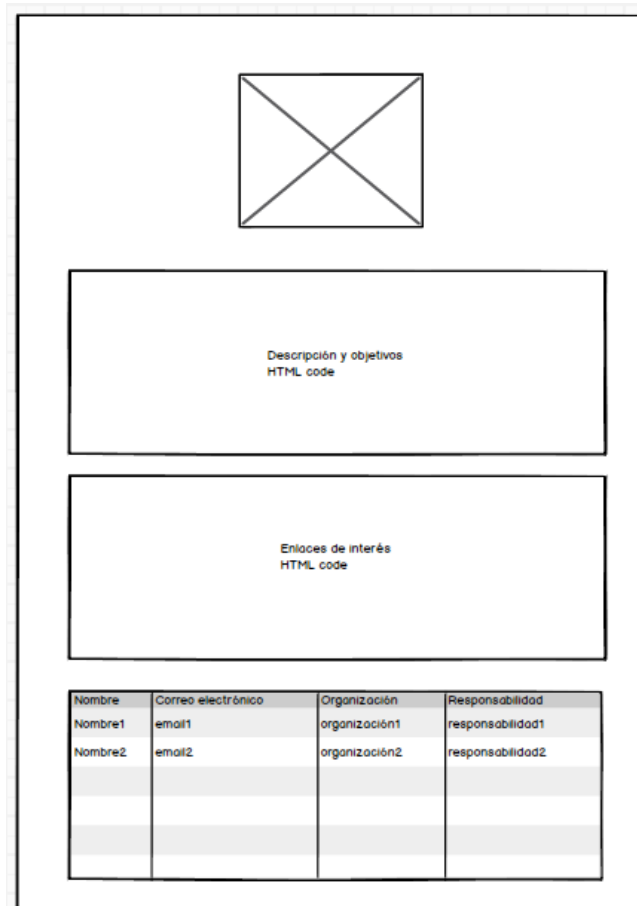 Descripción y objetivos
HTML code
Enlaces de interés
HTML code
Nombre Correo electrónico Organización Responsabilidad
Nombre1 email1 organización1 responsabilidad1
Nombre2 email2 organización2 responsabilidad2